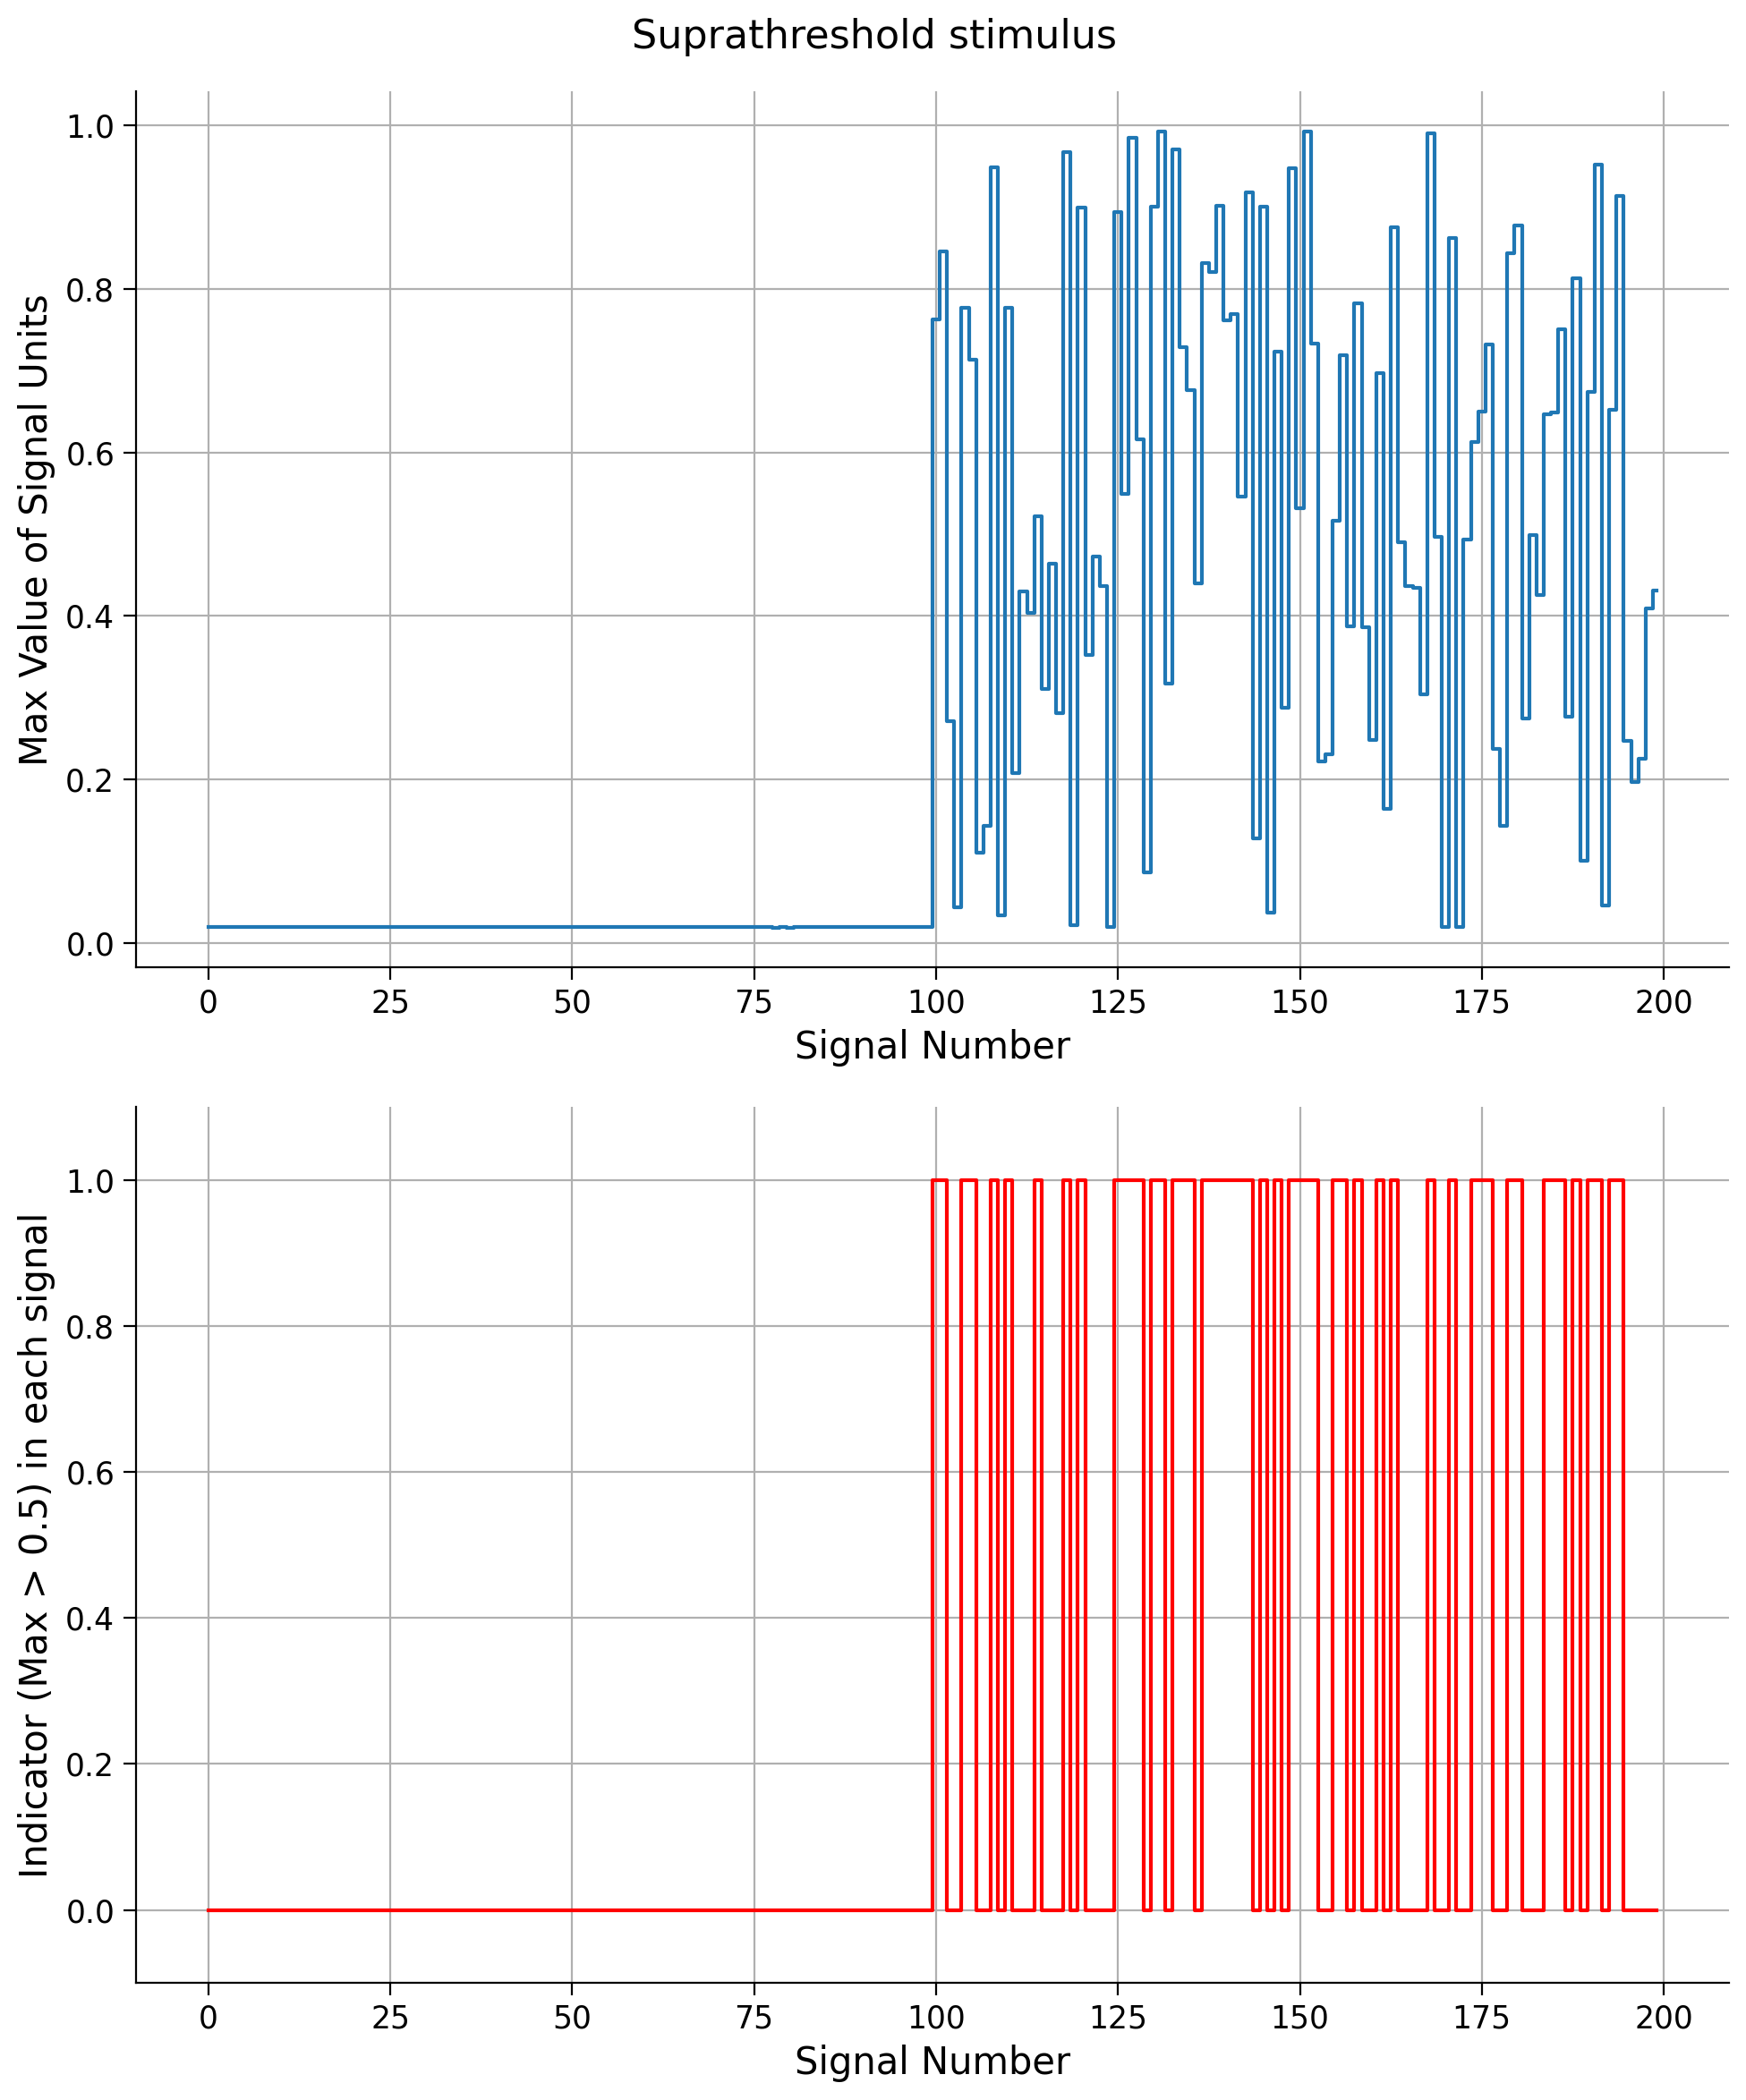 Suprathreshold stimulus
Max Value of Signal Units
1.0
0.8
0.6
0.4
0.2
0.0
0 25 50 75 100 125 150 175 200
Signal Number
Indicator (Max > 0.5) in each signal
1.0
0.8
0.6
0.4
0.2
0.0
0 25 50 75 100 125 150 175 200
Signal Number